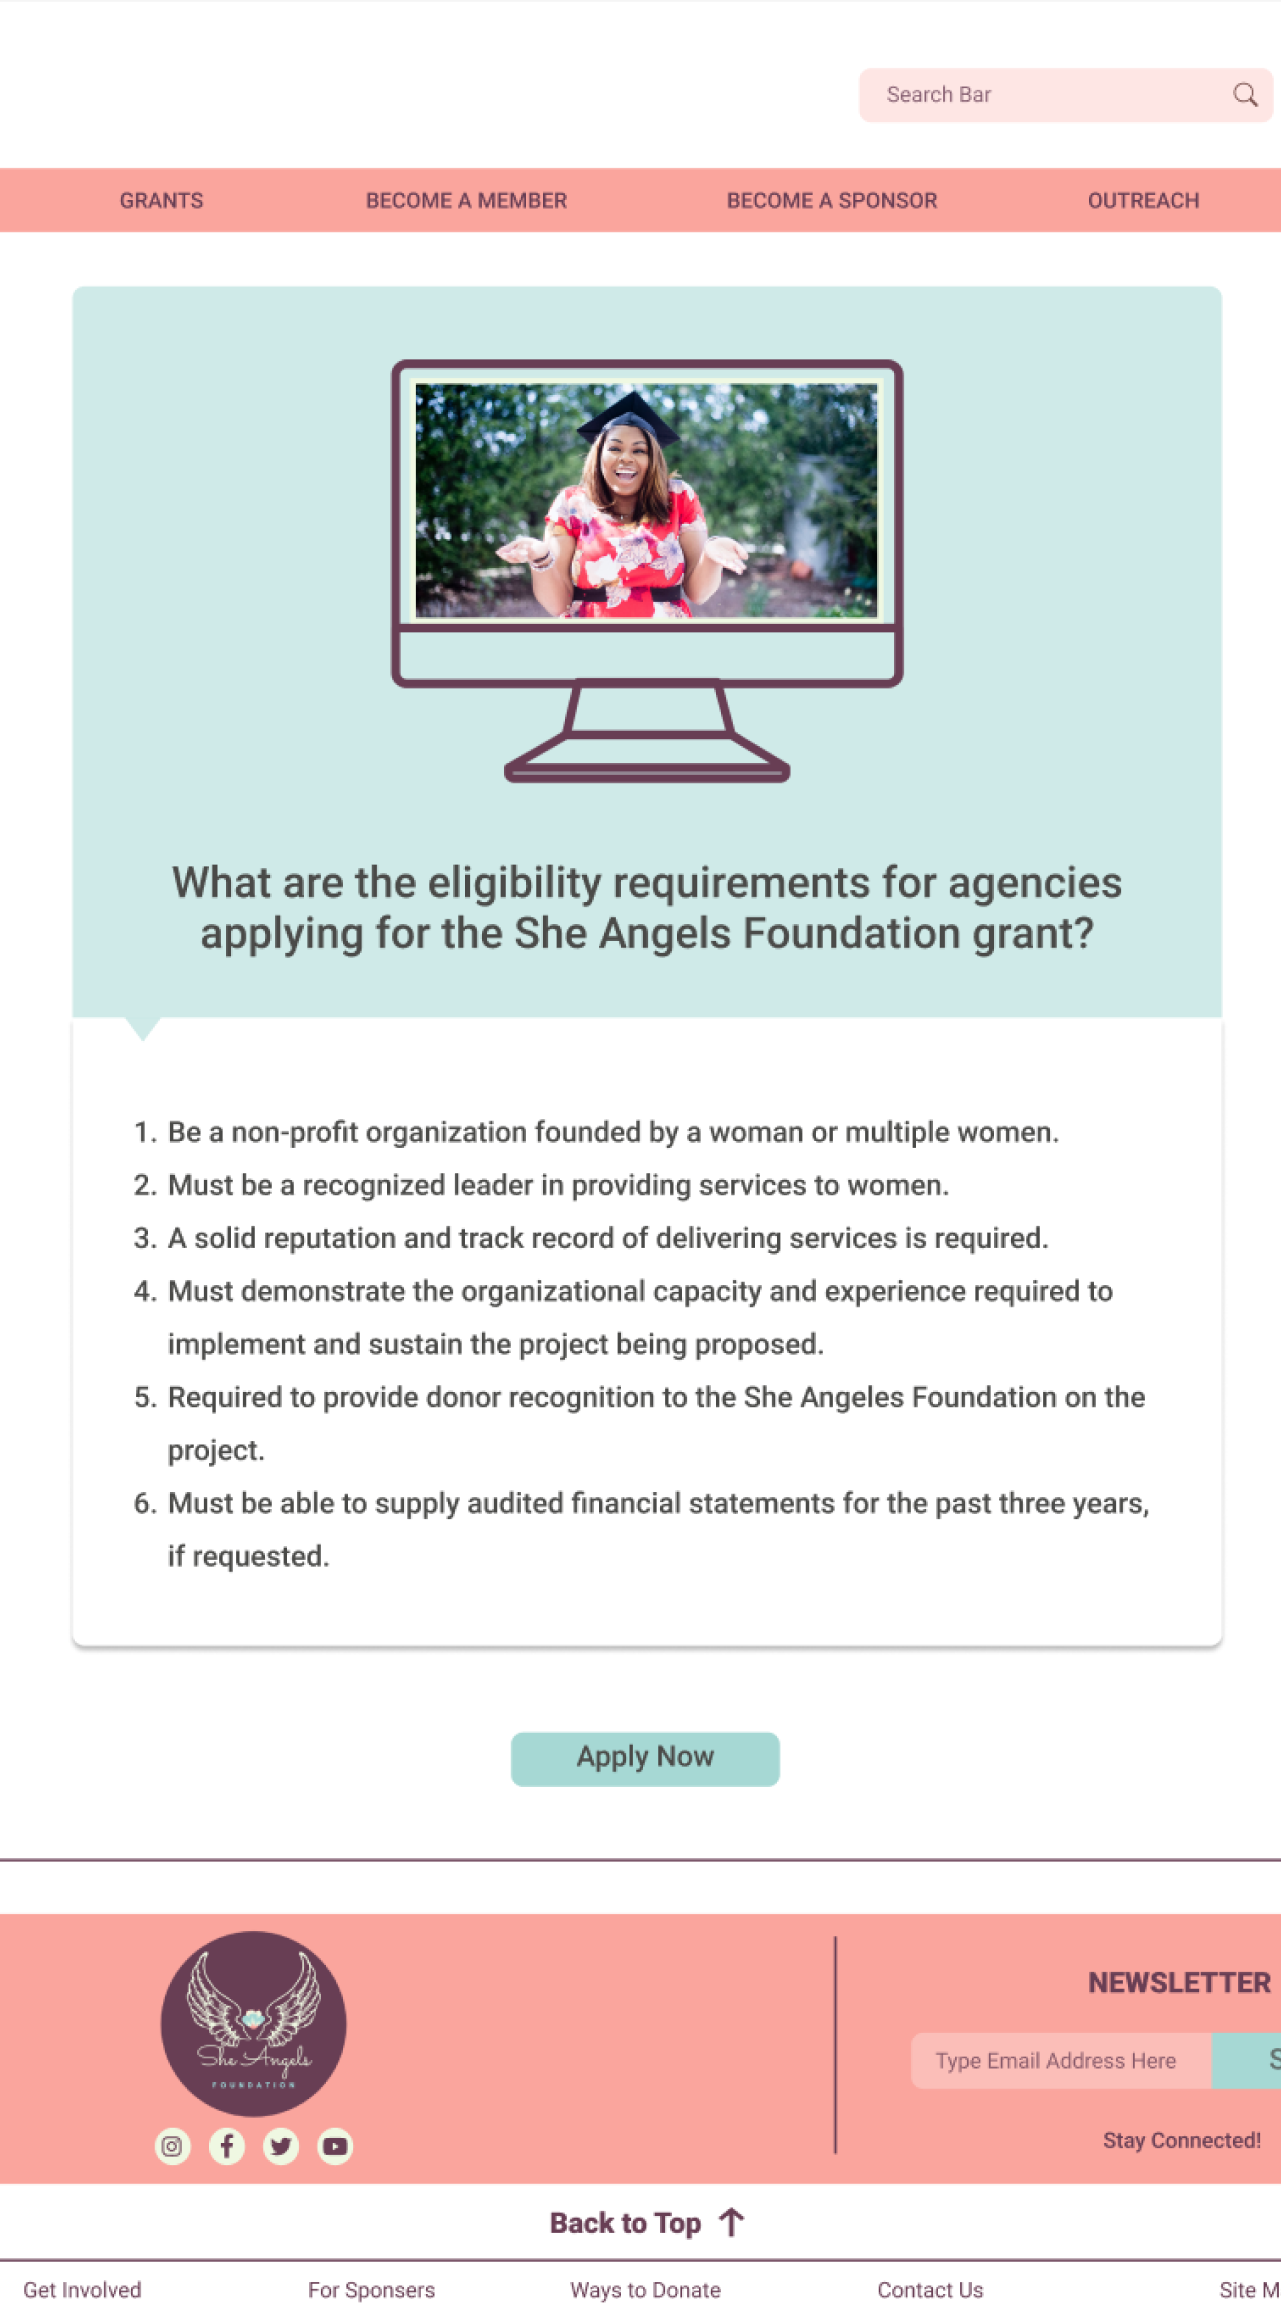 Search Bar
GRANTS BECOME A MEMBER BECOME A SPONSOR OUTREACH
What are the eligibility requirements for agencies
applying for the She Angels Foundation grant?
1. Be a non-profit organization founded by a woman or multiple women.
2. Must be a recognized leader in providing services to women.
3. A solid reputation and track record of delivering services is required.
4. Must demonstrate the organizational capacity and experience required to
implement and sustain the project being proposed.
5. Required to provide donor recognition to the She Angeles Foundation on the
project.
6. Must be able to supply audited financial statements for the past three years,
if requested.
Apply Now
She Angels
FOUNDATION
NEWSLETTER
Type Email Address Here
Stay Connected!
Back to Top
Get Involved For Sponsers Ways to Donate Contact Us Site